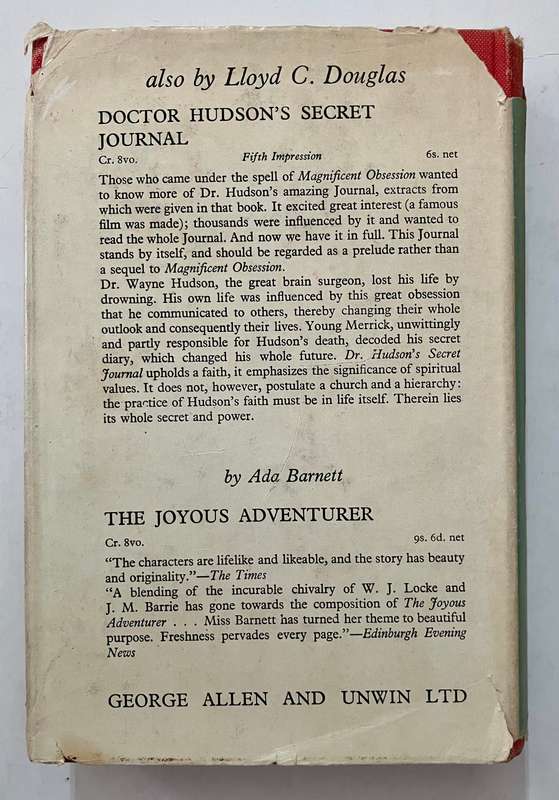 also by Lloyd C. Douglas
DOCTOR HUDSON'S SECRET
JOURNAL
Cr. 8vo. Fifth Impression 6s. net
Those who came under the spell of Magnificent Obsession wanted
to know more of Dr. Hudson's amazing Journal, extracts from
which were given in that book. It excited great interest (a famous
film was made); thousands were influenced by it and wanted to
read the whole Journal. And now we have it in full. This Journal
stands by itself, and should be regarded as a prelude rather than
a sequel to Magnificent Obsession.
Dr. Wayne Hudson, the great brain surgeon, lost his life by
drowning. His own life was influenced by this great obsession
that he communicated to others, thereby changing their whole
outlook and consequently their lives. Young Merrick, unwittingly
and partly responsible for Hudson's death, decoded his secret
diary, which changed his whole future. Dr. Hudson's Secret
Journal upholds a faith, it emphasizes the significance of spiritual
values. It does not, however, postulate a church and a hierarchy:
the practice of Hudson's faith must be in life itself. Therein lies
its whole secret and power.
by Ada Barnett
THE JOYOUS ADVENTURER
Cr. 8vo. 9s. 6d. net
"The characters are lifelike and likeable, and the story has beauty
and originality."—The Times
"A blending of the incurable chivalry of W. J. Locke and
J. M. Barrie has gone towards the composition of The Joyous
Adventurer . . . Miss Barnett has turned her theme to beautiful
purpose. Freshness pervades every page."—Edinburgh Evening
News
GEORGE ALLEN AND UNWIN LTD